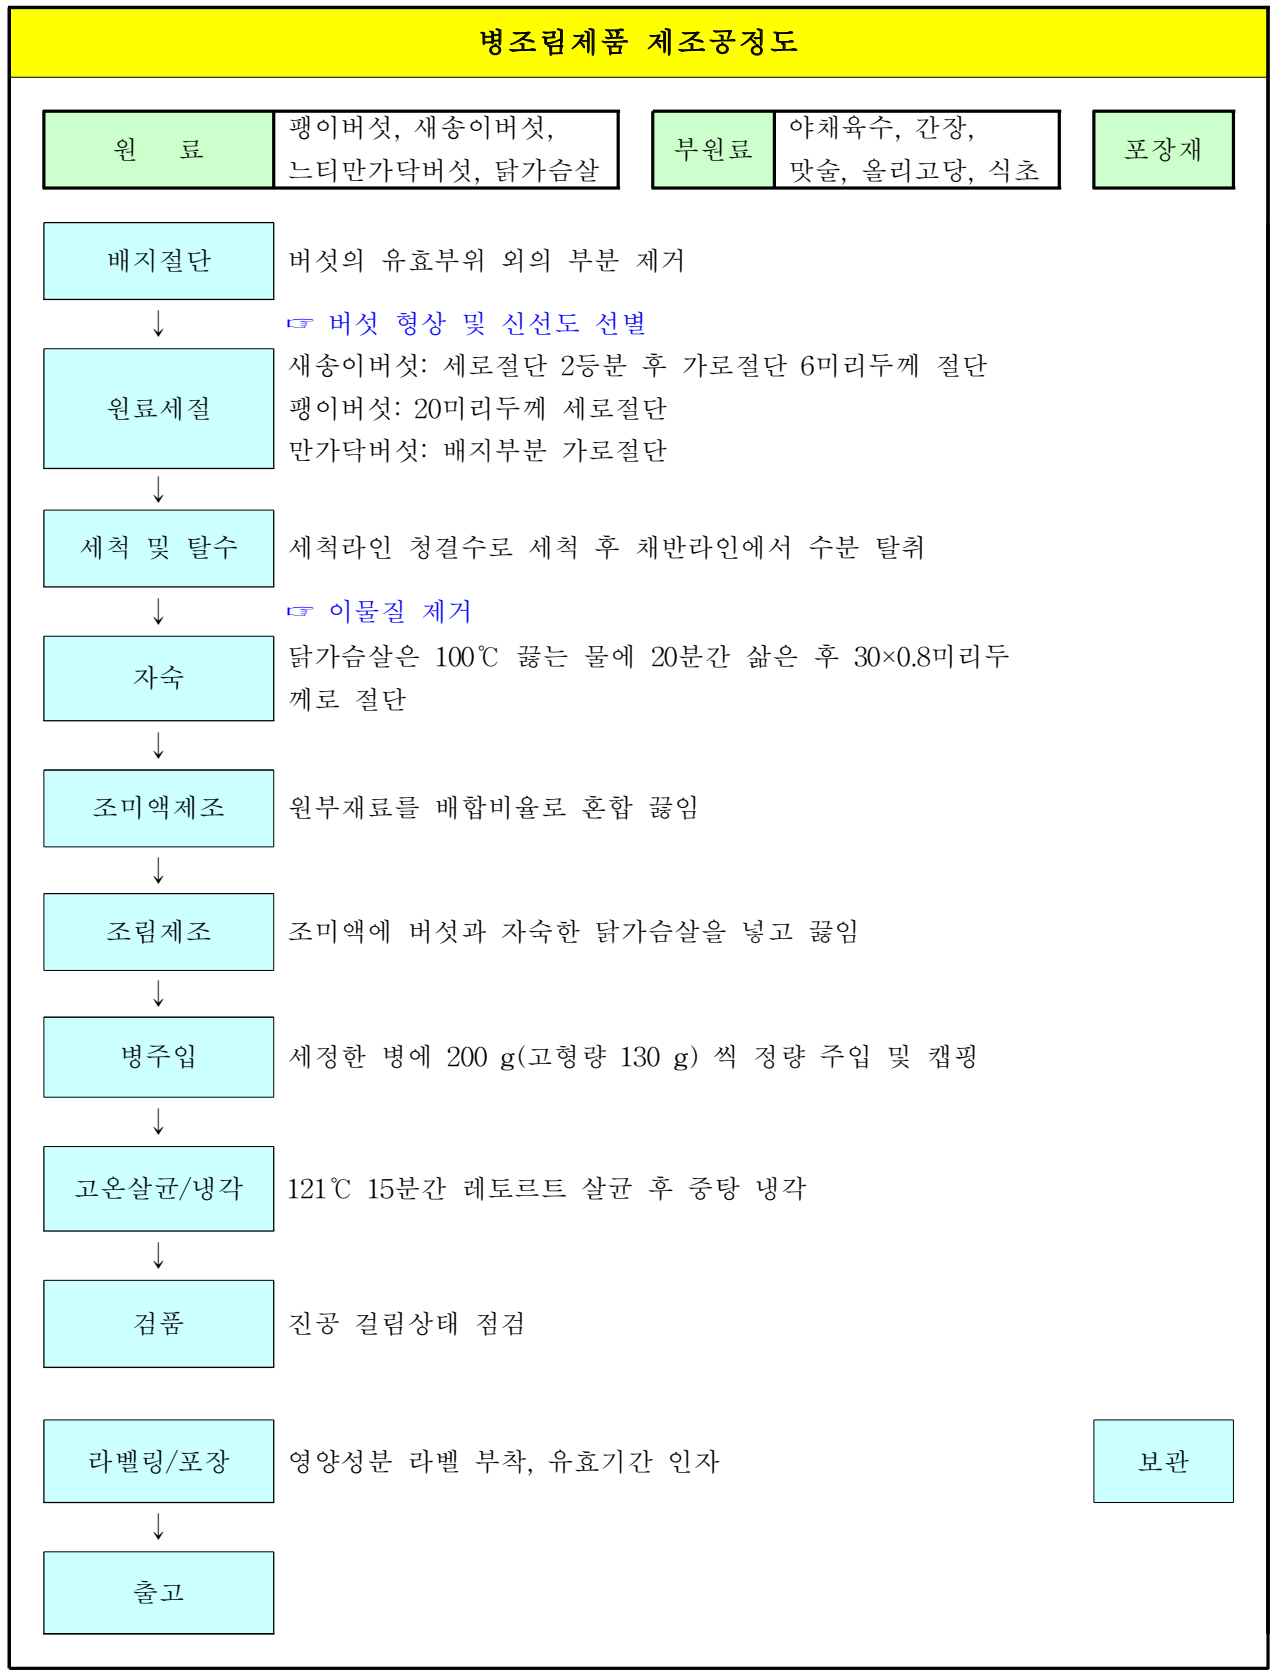 병조림제품 제조공정도
원 료
팽이버섯, 새송이버섯,
느티만가닥버섯, 닭가슴살
부원료
야채육수, 간장,
맛술, 올리고당, 식초
포장재
배지절단
버섯의 유효부위 외의 부분 제거
↓
☞ 버섯 형상 및 신선도 선별
원료세절
새송이버섯: 세로절단 2등분 후 가로절단 6미리두께 절단
팽이버섯: 20미리두께 세로절단
만가닥버섯: 배지부분 가로절단
↓
세척 및 탈수
세척라인 청결수로 세척 후 채반라인에서 수분 탈취
↓
☞ 이물질 제거
자숙
닭가슴살은 100℃ 끓는 물에 20분간 삶은 후 30×0.8미리두
께로 절단
↓
조미액제조
원부재료를 배합비율로 혼합 끓임
↓
조림제조
조미액에 버섯과 자숙한 닭가슴살을 넣고 끓임
↓
병주입
세정한 병에 200 g(고형량 130 g) 씩 정량 주입 및 캡핑
↓
고온살균/냉각
121℃ 15분간 레토르트 살균 후 중탕 냉각
↓
검품
진공 걸림상태 점검
라벨링/포장
영양성분 라벨 부착, 유효기간 인자
보관
↓
출고